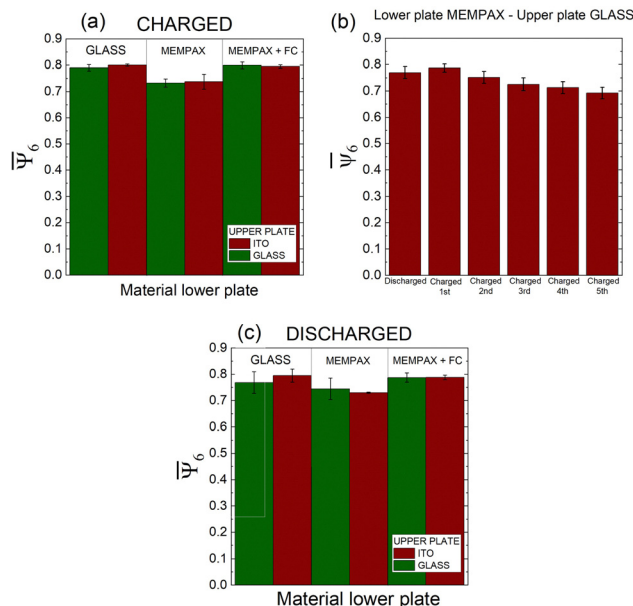 (a) CHARGED
GLASS MEMPAX MEMPAX + FC
0.9
0.8
0.7
0.6
0.5
0.4
0.3
0.2
0.1
0.0
Ψ̅6
UPPER PLATE
ITO
GLASS
Material lower plate
(b)
Lower plate MEMPAX - Upper plate GLASS
0.9
0.8
0.7
0.6
0.5
0.4
0.3
0.2
0.1
0.0
ψ̅6
Discharged Charged Charged Charged Charged Charged
1st 2nd 3rd 4th 5th
(c) DISCHARGED
GLASS MEMPAX MEMPAX + FC
0.9
0.8
0.7
0.6
0.5
0.4
0.3
0.2
0.1
0.0
Ψ̅6
UPPER PLATE
ITO
GLASS
Material lower plate